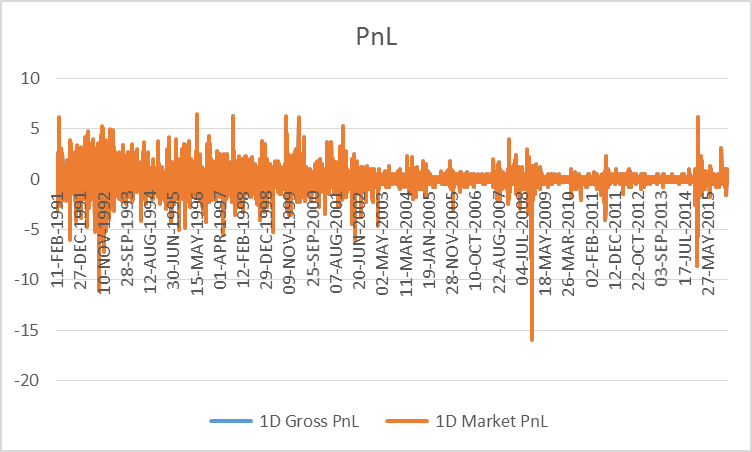 PnL
10
5
0
-5
-10
-15
-20
11-FEB-1991
27-DEC-1991
10-NOV-1992
28-SEP-1993
12-AUG-1994
30-JUN-1995
15-MAY-1996
01-APR-1997
12-FEB-1998
29-DEC-1998
09-NOV-1999
25-SEP-2000
07-AUG-2001
20-JUN-2002
02-MAY-2003
11-MAR-2004
19-JAN-2005
28-NOV-2005
10-OCT-2006
22-AUG-2007
04-JUL-2008
18-MAY-2009
26-MAR-2010
02-FEB-2011
12-DEC-2011
22-OCT-2012
03-SEP-2013
17-JUL-2014
27-MAY-2015
1D Gross PnL
1D Market PnL